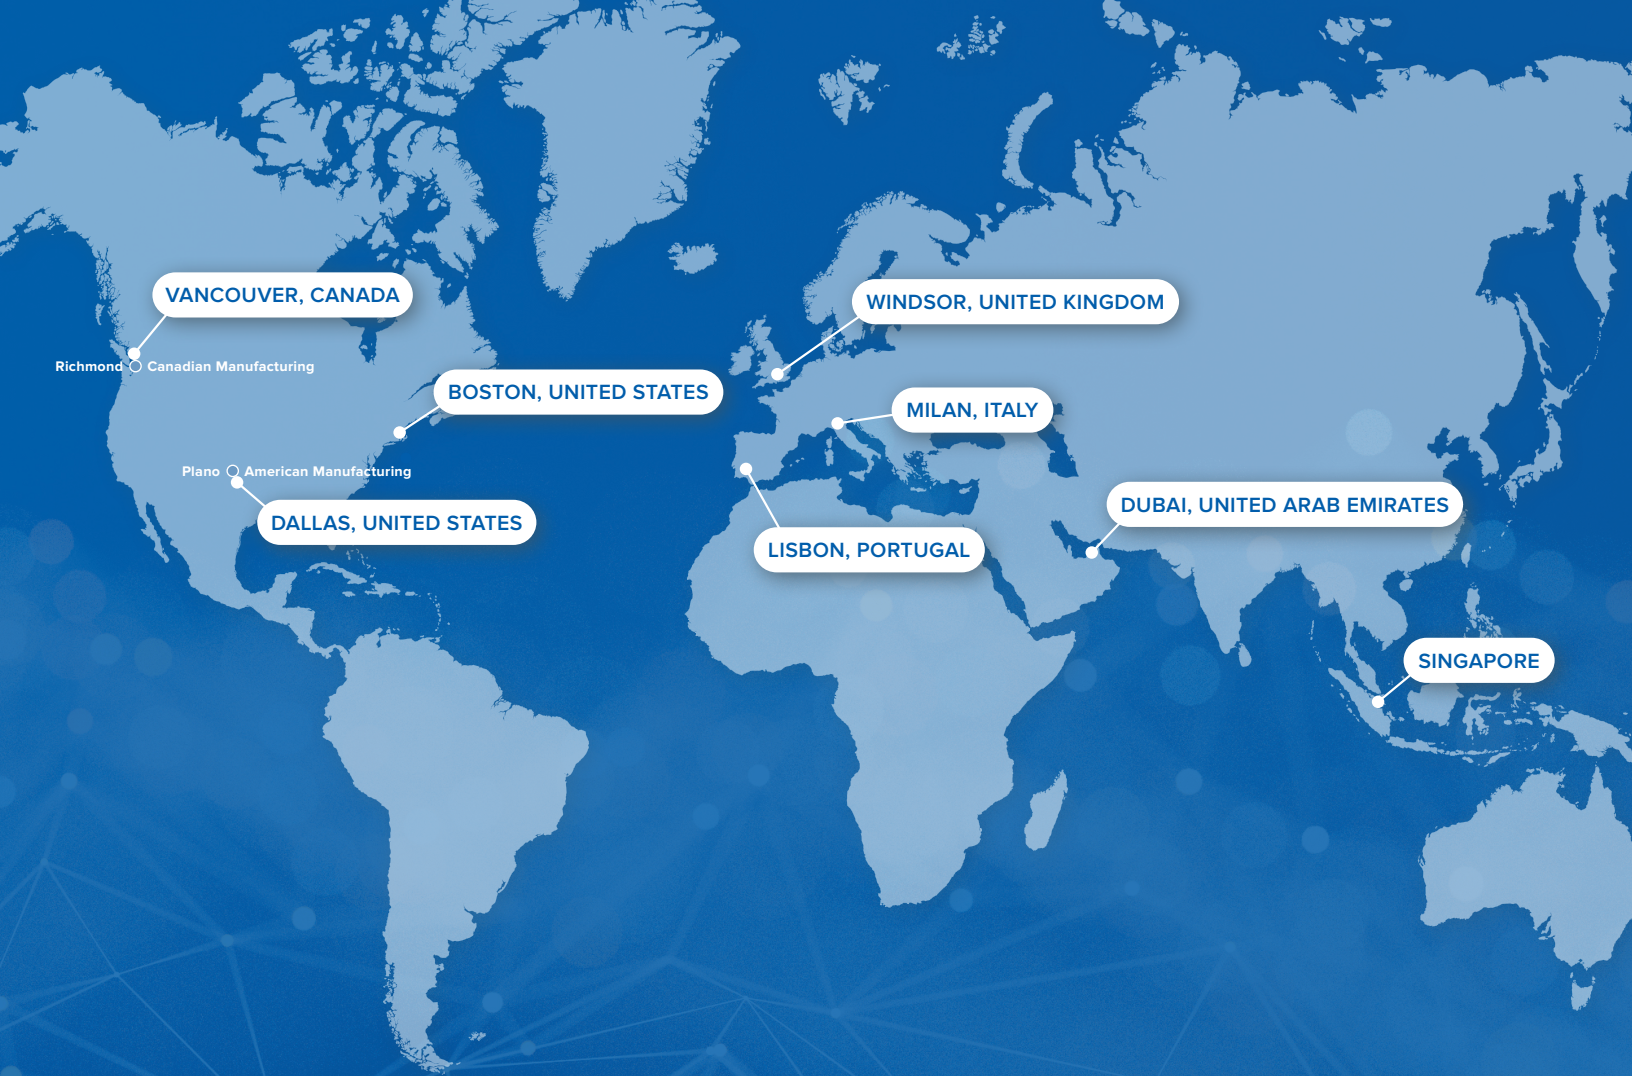 VANCOUVER, CANADA
WINDSOR, UNITED KINGDOM
Richmond Canadian Manufacturing
BOSTON, UNITED STATES
MILAN, ITALY
Plano American Manufacturing
DALLAS, UNITED STATES
DUBAI, UNITED ARAB EMIRATES
LISBON, PORTUGAL
SINGAPORE